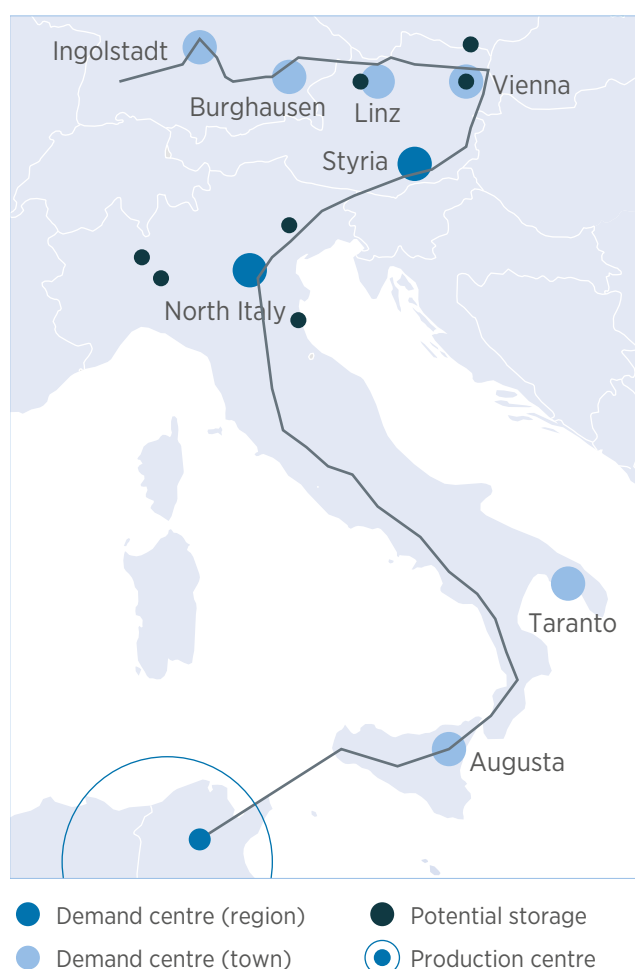 Ingolstadt
Burghausen
Linz
Vienna
Styria
North Italy
Taranto
Augusta
Demand centre (region)
Potential storage
Demand centre (town)
Production centre